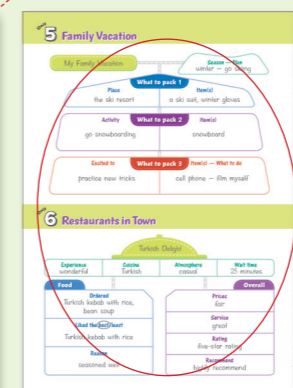 5 Family Vacation
My Family Vacation
Season – Plan
winter – go skiing
What to pack 1
Place
Item(s)
the ski resort
a ski suit, winter gloves
What to pack 2
Activity
Item(s)
go snowboarding
snowboard
What to pack 3
Excited to
Item(s) – What to do
practice new tricks
cell phone – film myself
6 Restaurants in Town
Turkish Delight
Experience
Cuisine
Atmosphere
Wait time
wonderful
Turkish
casual
25 minutes
Food
Overall
Ordered
Turkish kebab with rice,
bean soup
Liked the best/least
Turkish kebab with rice
Reason
seasoned well
Prices
fair
Service
great
Rating
five-star rating
Recommend
highly recommend